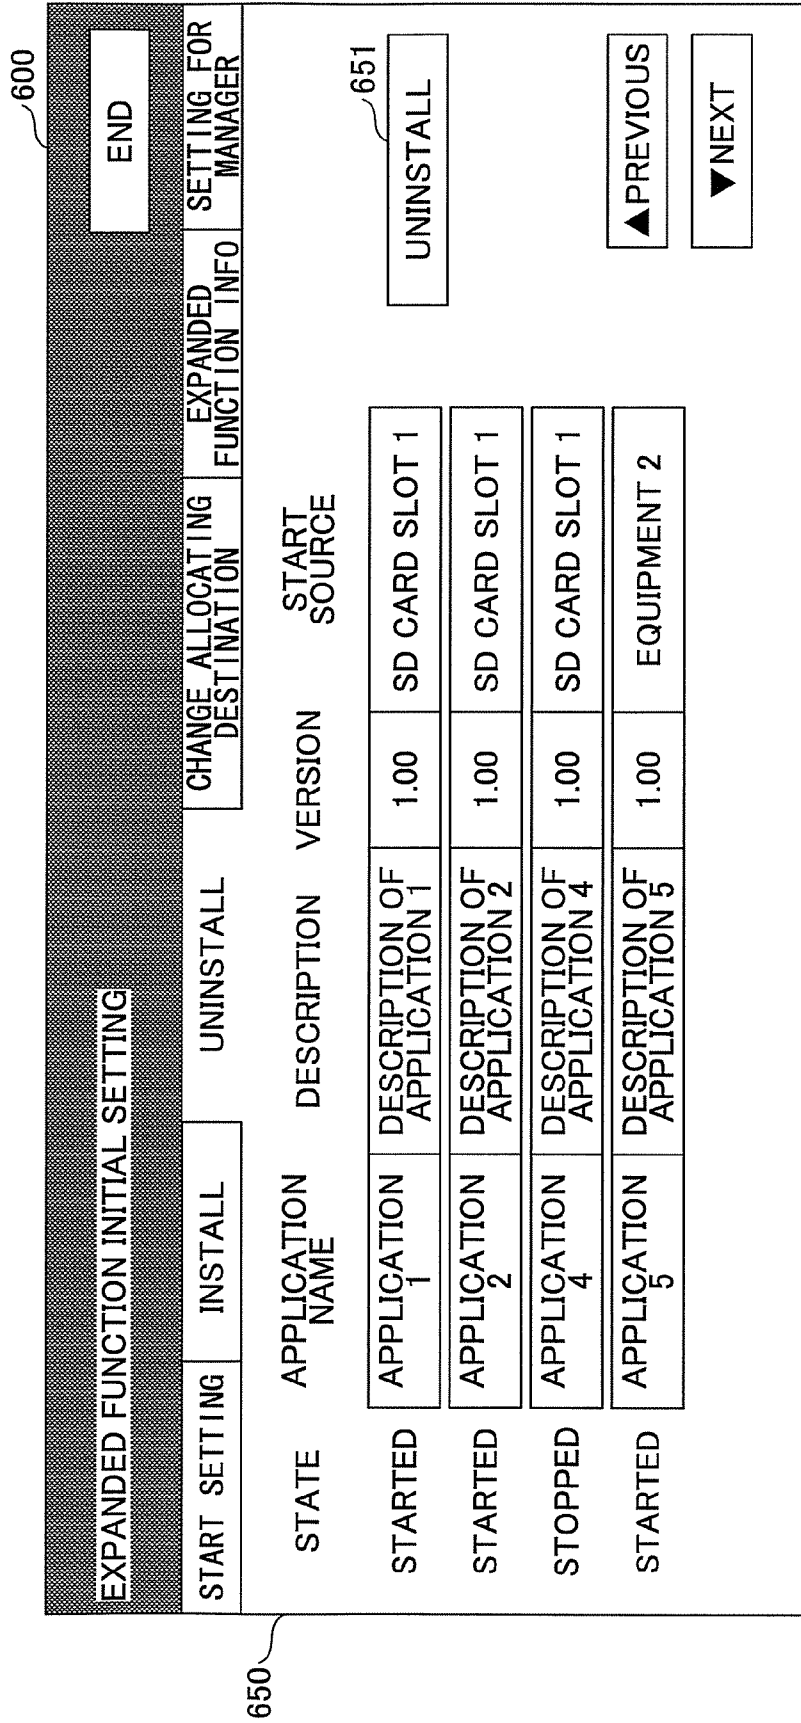 600
EXPANDED FUNCTION INITIAL SETTING
END
START SETTING
INSTALL
UNINSTALL
CHANGE ALLOCATING
DESTINATION
EXPANDED
FUNCTION INFO
SETTING FOR
MANAGER
650
STATE
APPLICATION
NAME
DESCRIPTION
VERSION
START
SOURCE
STARTED
APPLICATION
1
DESCRIPTION OF
APPLICATION 1
1.00
SD CARD SLOT 1
STARTED
APPLICATION
2
DESCRIPTION OF
APPLICATION 2
1.00
SD CARD SLOT 1
STOPPED
APPLICATION
4
DESCRIPTION OF
APPLICATION 4
1.00
SD CARD SLOT 1
STARTED
APPLICATION
5
DESCRIPTION OF
APPLICATION 5
1.00
EQUIPMENT 2
651
UNINSTALL
▲PREVIOUS
▼NEXT